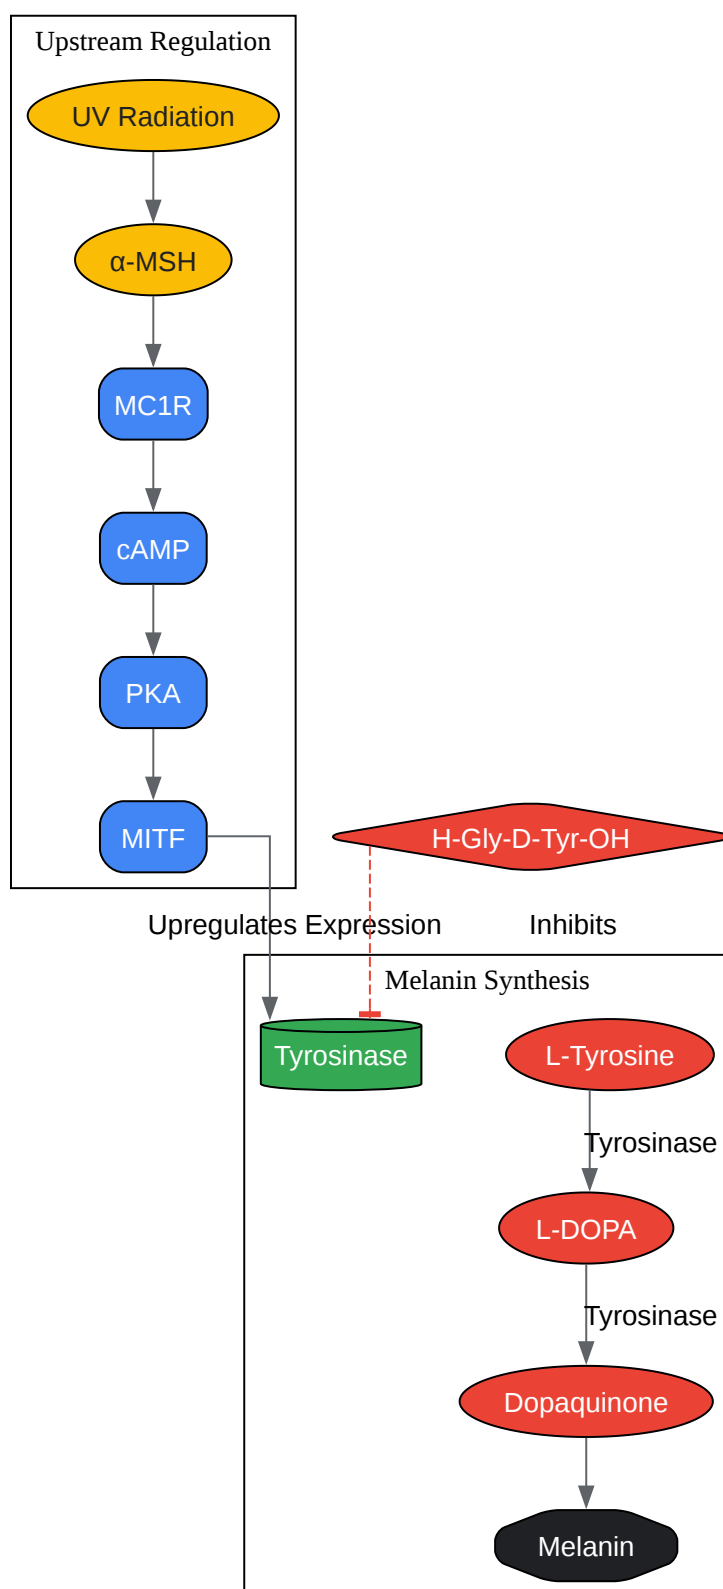 Upstream Regulation
UV Radiation
α-MSH
MC1R
cAMP
PKA
MITF
H-Gly-D-Tyr-OH
Upregulates Expression
Inhibits
Melanin Synthesis
Tyrosinase
L-Tyrosine
Tyrosinase
L-DOPA
Tyrosinase
Dopaquinone
Melanin